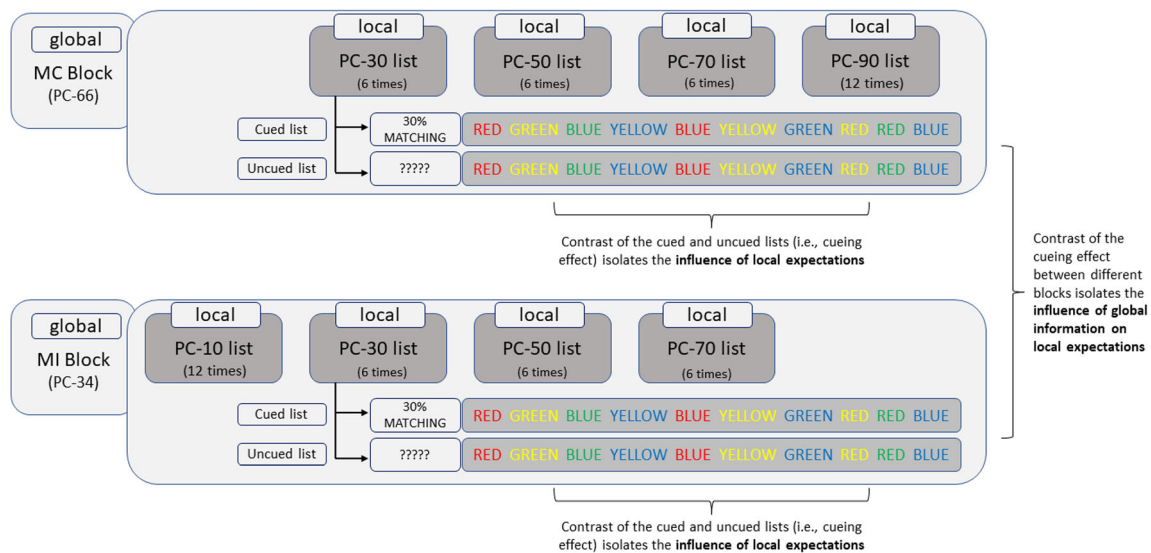 global
MC Block
(PC-66)
local local local local
PC-30 list PC-50 list PC-70 list PC-90 list
(6 times) (6 times) (6 times) (12 times)
Cued list
30%
MATCHING
RED GREEN BLUE YELLOW BLUE YELLOW GREEN RED RED BLUE
Uncued list
?????
RED GREEN BLUE YELLOW BLUE YELLOW GREEN RED RED BLUE
Contrast of the cued and uncued lists (i.e., cueing
effect) isolates the influence of local expectations
global
MI Block
(PC-34)
local local local local
PC-10 list PC-30 list PC-50 list PC-70 list
(12 times) (6 times) (6 times) (6 times)
Cued list
30%
MATCHING
RED GREEN BLUE YELLOW BLUE YELLOW GREEN RED RED BLUE
Uncued list
?????
RED GREEN BLUE YELLOW BLUE YELLOW GREEN RED RED BLUE
Contrast of the cued and uncued lists (i.e., cueing
effect) isolates the influence of local expectations
Contrast of the
cueing effect
between different
blocks isolates the
influence of global
information on
local expectations